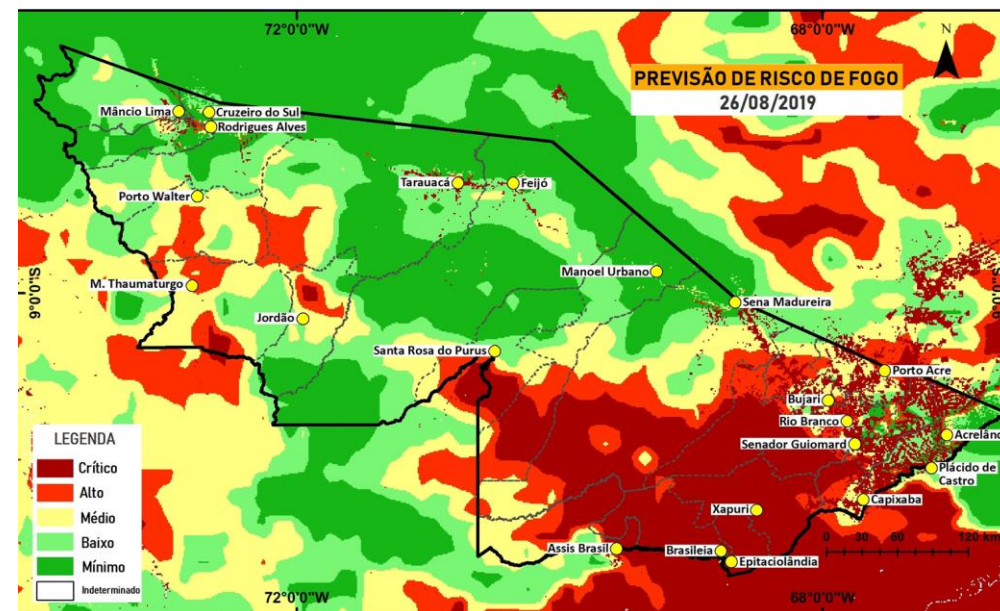 72°0'0"W
68°0'0"W
N
PREVISÃO DE RISCO DE FOGO
26/08/2019
Mâncio Lima
Cruzeiro do Sul
Rodrigues Alves
Tarauacá
Feijó
Porto Walter
Manoel Urbano
9°0'0"S
9°0'0"S
M. Thaumaturgo
Sena Madureira
Jordão
Santa Rosa do Purus
Porto Acre
Bujari
Rio Branco
Acrelând
Senador Guiomard
Plácido de
Castro
LEGENDA
Crítico
Alto
Médio
Baixo
Mínimo
Indeterminado
Capixaba
Xapuri
0 30 60 120 km
Assis Brasil
Brasileia
Epitaciolândia
72°0'0"W
68°0'0"W